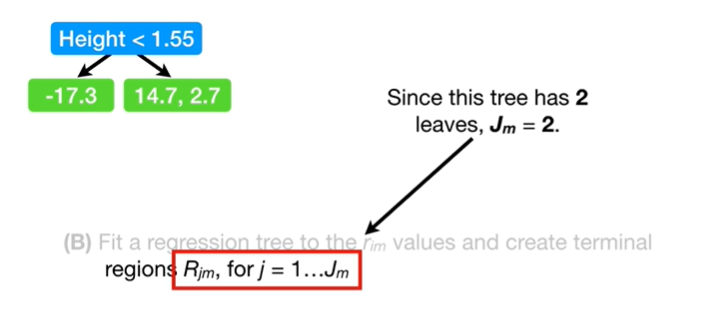 Height < 1.55
-17.3
14.7, 2.7
Since this tree has 2
leaves, Jm = 2.
(B) Fit a regression tree to the rim values and create terminal
regions Rjm, for j = 1…Jm